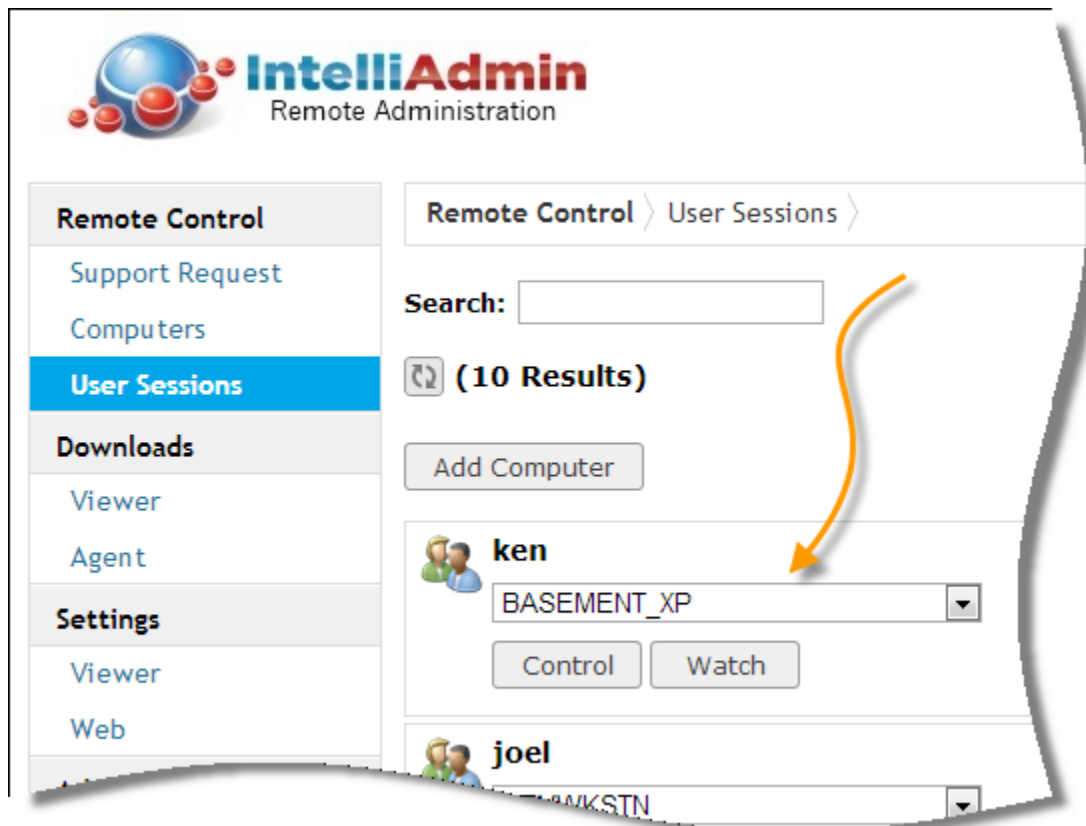 IntelliAdmin
Remote Administration
Remote Control
Support Request
Computers
User Sessions
Downloads
Viewer
Agent
Settings
Viewer
Web
Remote Control 〉 User Sessions 〉
Search:
(10 Results)
Add Computer
ken
BASEMENT_XP
Control Watch
joel